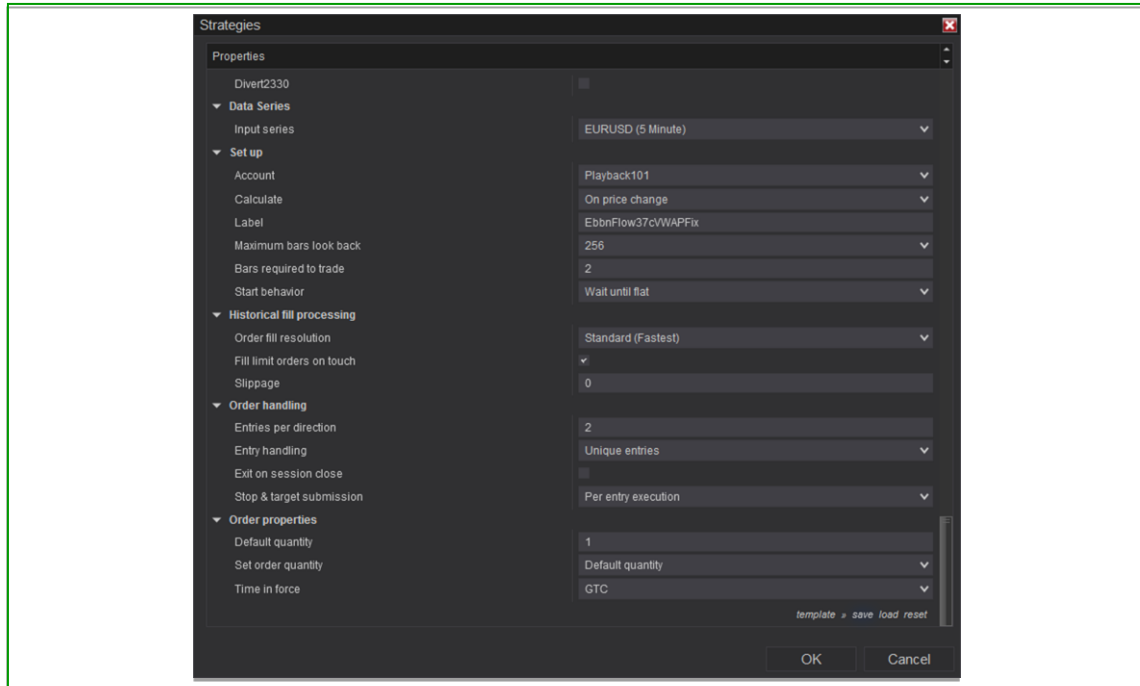 Strategies
Properties
Divert2330
Data Series
Input series EURUSD (5 Minute)
Set up
Account Playback101
Calculate On price change
Label EbbnFlow37cVWAPFix
Maximum bars look back 256
Bars required to trade 2
Start behavior Wait until flat
Historical fill processing
Order fill resolution Standard (Fastest)
Fill limit orders on touch
Slippage 0
Order handling
Entries per direction 2
Entry handling Unique entries
Exit on session close
Stop & target submission Per entry execution
Order properties
Default quantity 1
Set order quantity Default quantity
Time in force GTC
template » save load reset
OK Cancel